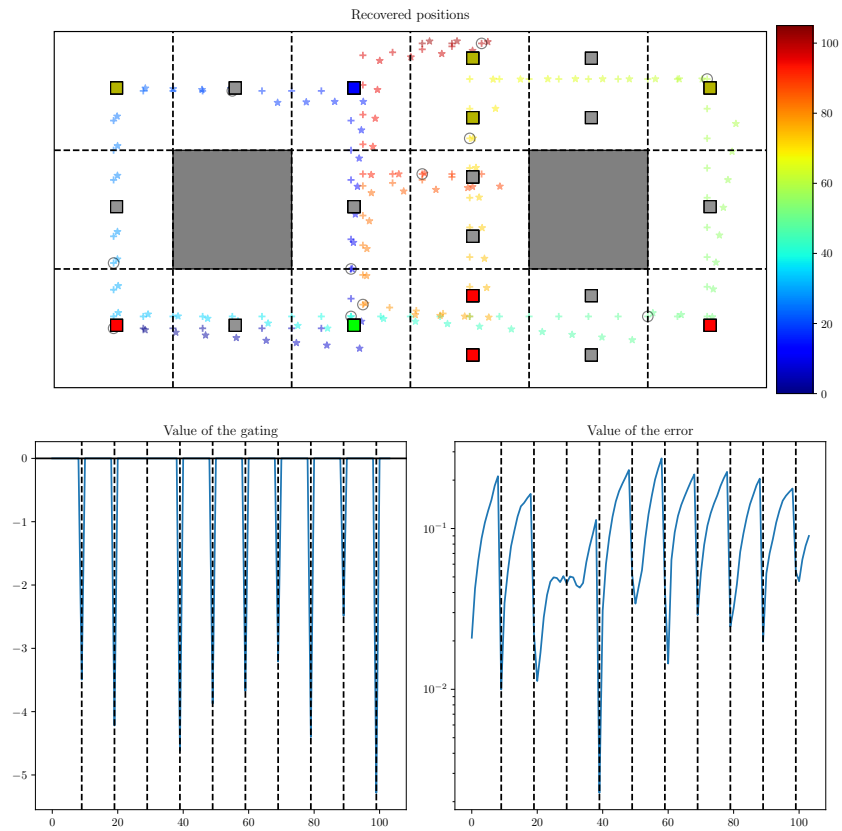 Recovered positions
100
80
60
40
20
0
Value of the gating
0
−1
−2
−3
−4
−5
0 20 40 60 80 100
Value of the error
10⁻¹
10⁻²
0 20 40 60 80 100